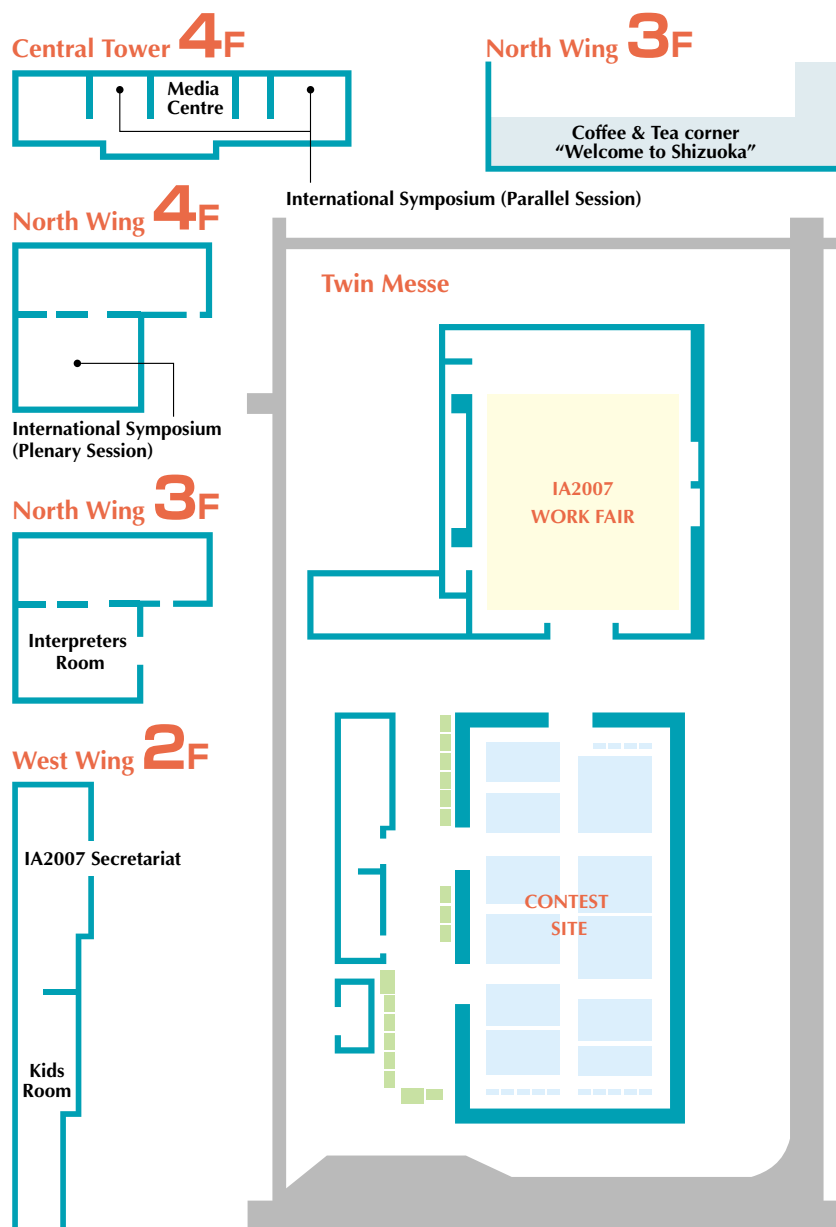 Central Tower 4F
Media
Centre
International Symposium (Parallel Session)
North Wing 3F
Coffee & Tea corner
“Welcome to Shizuoka”
North Wing 4F
International Symposium
(Plenary Session)
North Wing 3F
Interpreters
Room
West Wing 2F
IA2007 Secretariat
Kids
Room
Twin Messe
IA2007
WORK FAIR
CONTEST
SITE